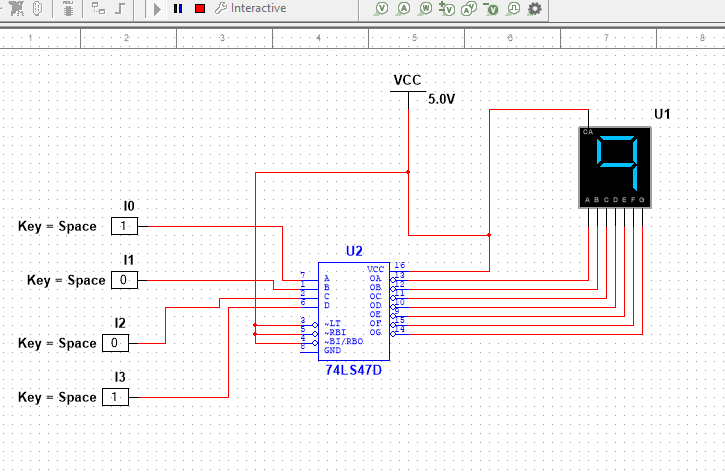 Interactive
1 2 3 4 5 6 7 8
VCC
5.0V
U1
CA
9
A B C D E F G
I0
Key = Space 1
I1
Key = Space 0
I2
Key = Space 0
I3
Key = Space 1
U2
VCC 16
7 A OA 13
1 B OB 12
2 C OC 11
6 D OD 10
OE 9
3 ~LT OF 15
5 ~RBI OG 14
4 ~BI/RBO
8 GND
74LS47D